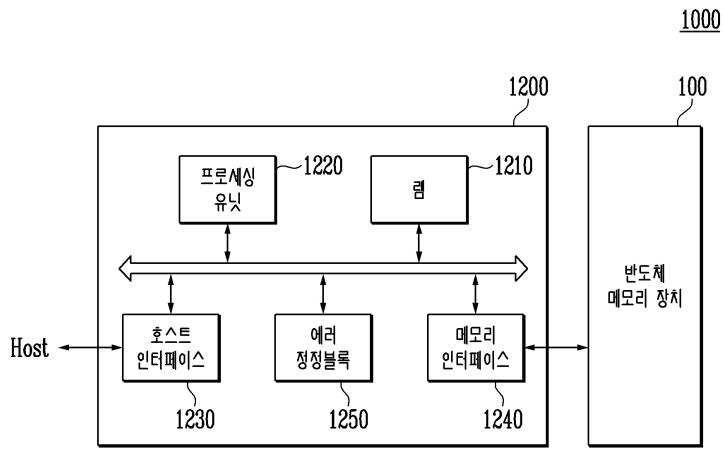 1000
1200
100
프로세싱
유닛
1220
램
1210
반도체
메모리 장치
Host
호스트
인터페이스
에러
정정블록
메모리
인터페이스
1230
1250
1240